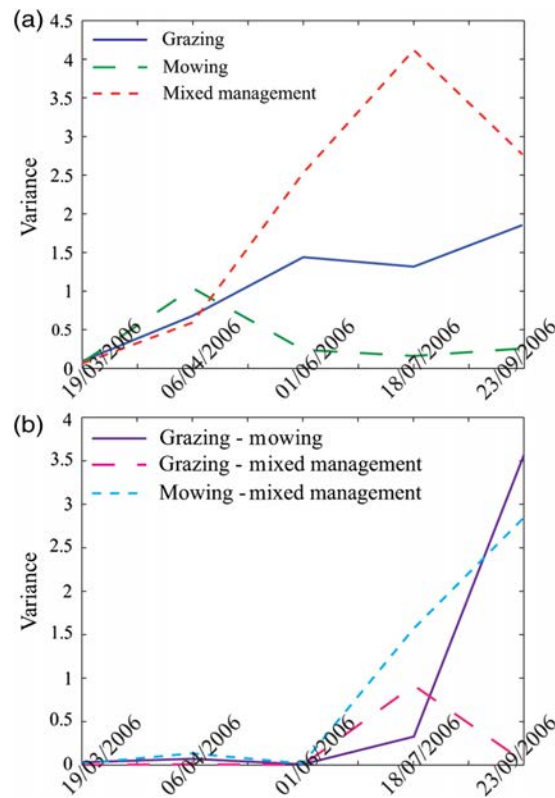 (a)
4.5
4
3.5
3
2.5
2
1.5
1
0.5
0
Variance
Grazing
Mowing
Mixed management
19/03/2006
06/04/2006
01/06/2006
18/07/2006
23/09/2006
(b)
4
3.5
3
2.5
2
1.5
1
0.5
0
Variance
Grazing - mowing
Grazing - mixed management
Mowing - mixed management
19/03/2006
06/04/2006
01/06/2006
18/07/2006
23/09/2006